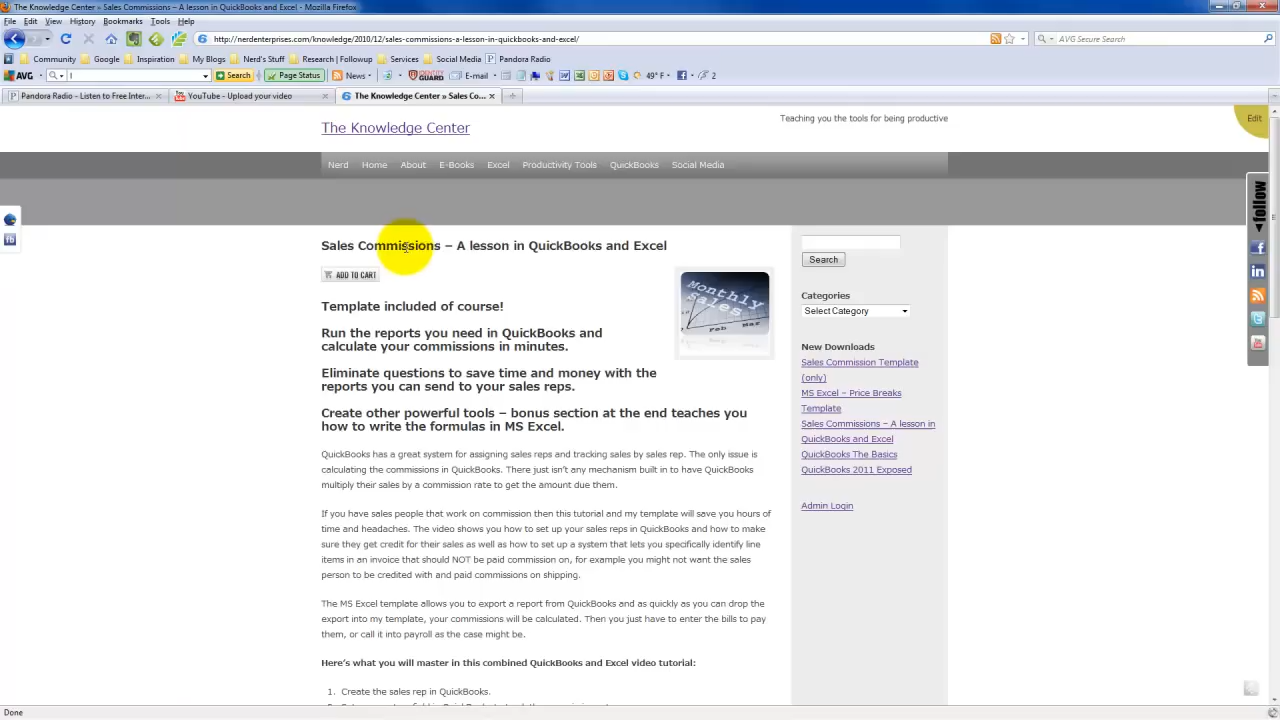 The Knowledge Center » Sales Commissions – A lesson in QuickBooks and Excel - Mozilla Firefox
File Edit View History Bookmarks Tools Help
http://nerdenterprises.com/knowledge/2010/12/sales-commissions-a-lesson-in-quickbooks-and-excel/
AVG Secure Search
Community Google Inspiration My Blogs Nerd's Stuff Research | Followup Services Social Media Pandora Radio
AVG Search Page Status News IDENTITY GUARD E-mail 49° F 2
Pandora Radio - Listen to Free Inter... YouTube - Upload your video The Knowledge Center » Sales Co...
The Knowledge Center
Teaching you the tools for being productive
Edit
Nerd Home About E-Books Excel Productivity Tools QuickBooks Social Media
follow
Sales Commissions – A lesson in QuickBooks and Excel
ADD TO CART
Monthly
Sales
Feb Mar
Template included of course!
Run the reports you need in QuickBooks and
calculate your commissions in minutes.
Eliminate questions to save time and money with the
reports you can send to your sales reps.
Create other powerful tools – bonus section at the end teaches you
how to write the formulas in MS Excel.
QuickBooks has a great system for assigning sales reps and tracking sales by sales rep. The only issue is
calculating the commissions in QuickBooks. There just isn't any mechanism built in to have QuickBooks
multiply their sales by a commission rate to get the amount due them.
If you have sales people that work on commission then this tutorial and my template will save you hours of
time and headaches. The video shows you how to set up your sales reps in QuickBooks and how to make
sure they get credit for their sales as well as how to set up a system that lets you specifically identify line
items in an invoice that should NOT be paid commission on, for example you might not want the sales
person to be credited with and paid commissions on shipping.
The MS Excel template allows you to export a report from QuickBooks and as quickly as you can drop the
export into my template, your commissions will be calculated. Then you just have to enter the bills to pay
them, or call it into payroll as the case might be.
Here's what you will master in this combined QuickBooks and Excel video tutorial:
1. Create the sales rep in QuickBooks.
Search
Categories
Select Category
New Downloads
Sales Commission Template
(only)
MS Excel – Price Breaks
Template
Sales Commissions – A lesson in
QuickBooks and Excel
QuickBooks The Basics
QuickBooks 2011 Exposed
Admin Login
Done